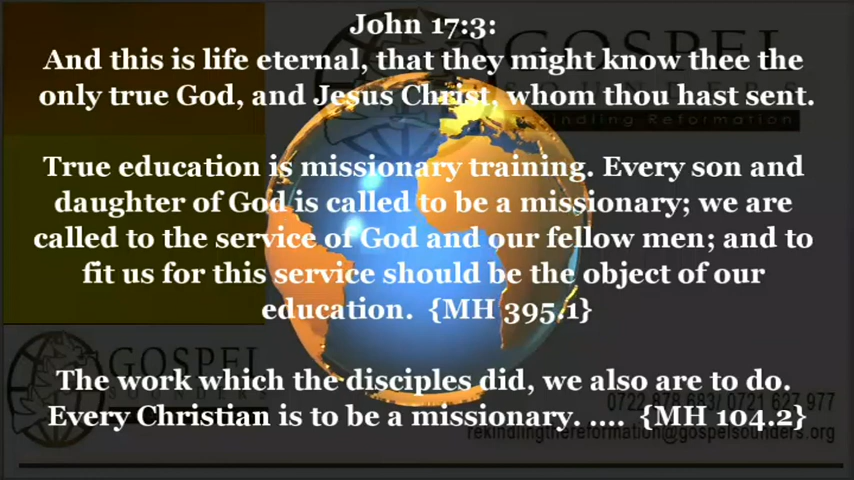 John 17:3:
And this is life eternal, that they might know thee the
only true God, and Jesus Christ, whom thou hast sent.
True education is missionary training. Every son and
daughter of God is called to be a missionary; we are
called to the service of God and our fellow men; and to
fit us for this service should be the object of our
education. {MH 395.1}
The work which the disciples did, we also are to do.
Every Christian is to be a missionary. .... {MH 104.2}
GOSPEL
SOUNDERS
Rekindling Reformation
GOSPEL
SOUNDERS
0722 878 683/ 0721 627 977
rekindlingthereformation@gospelsounders.org